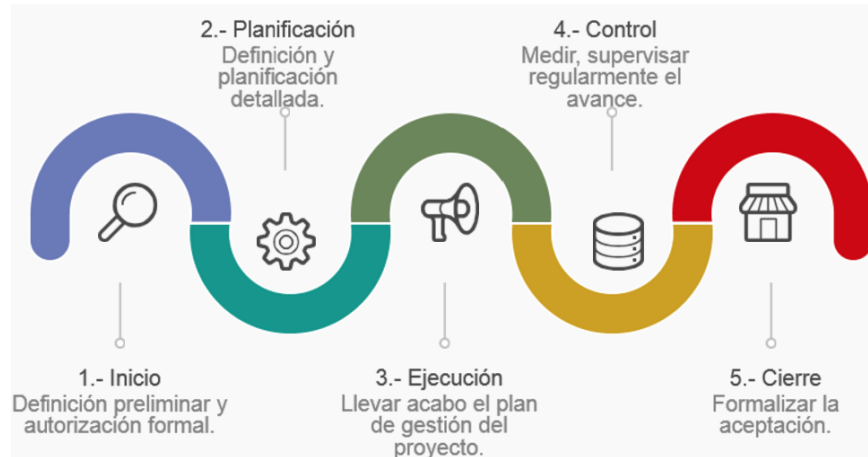 2.- Planificación
Definición y
planificación
detallada.
4.- Control
Medir, supervisar
regularmente el
avance.
1.- Inicio
Definición preliminar y
autorización formal.
3.- Ejecución
Llevar acabo el plan
de gestión del
proyecto.
5.- Cierre
Formalizar la
aceptación.